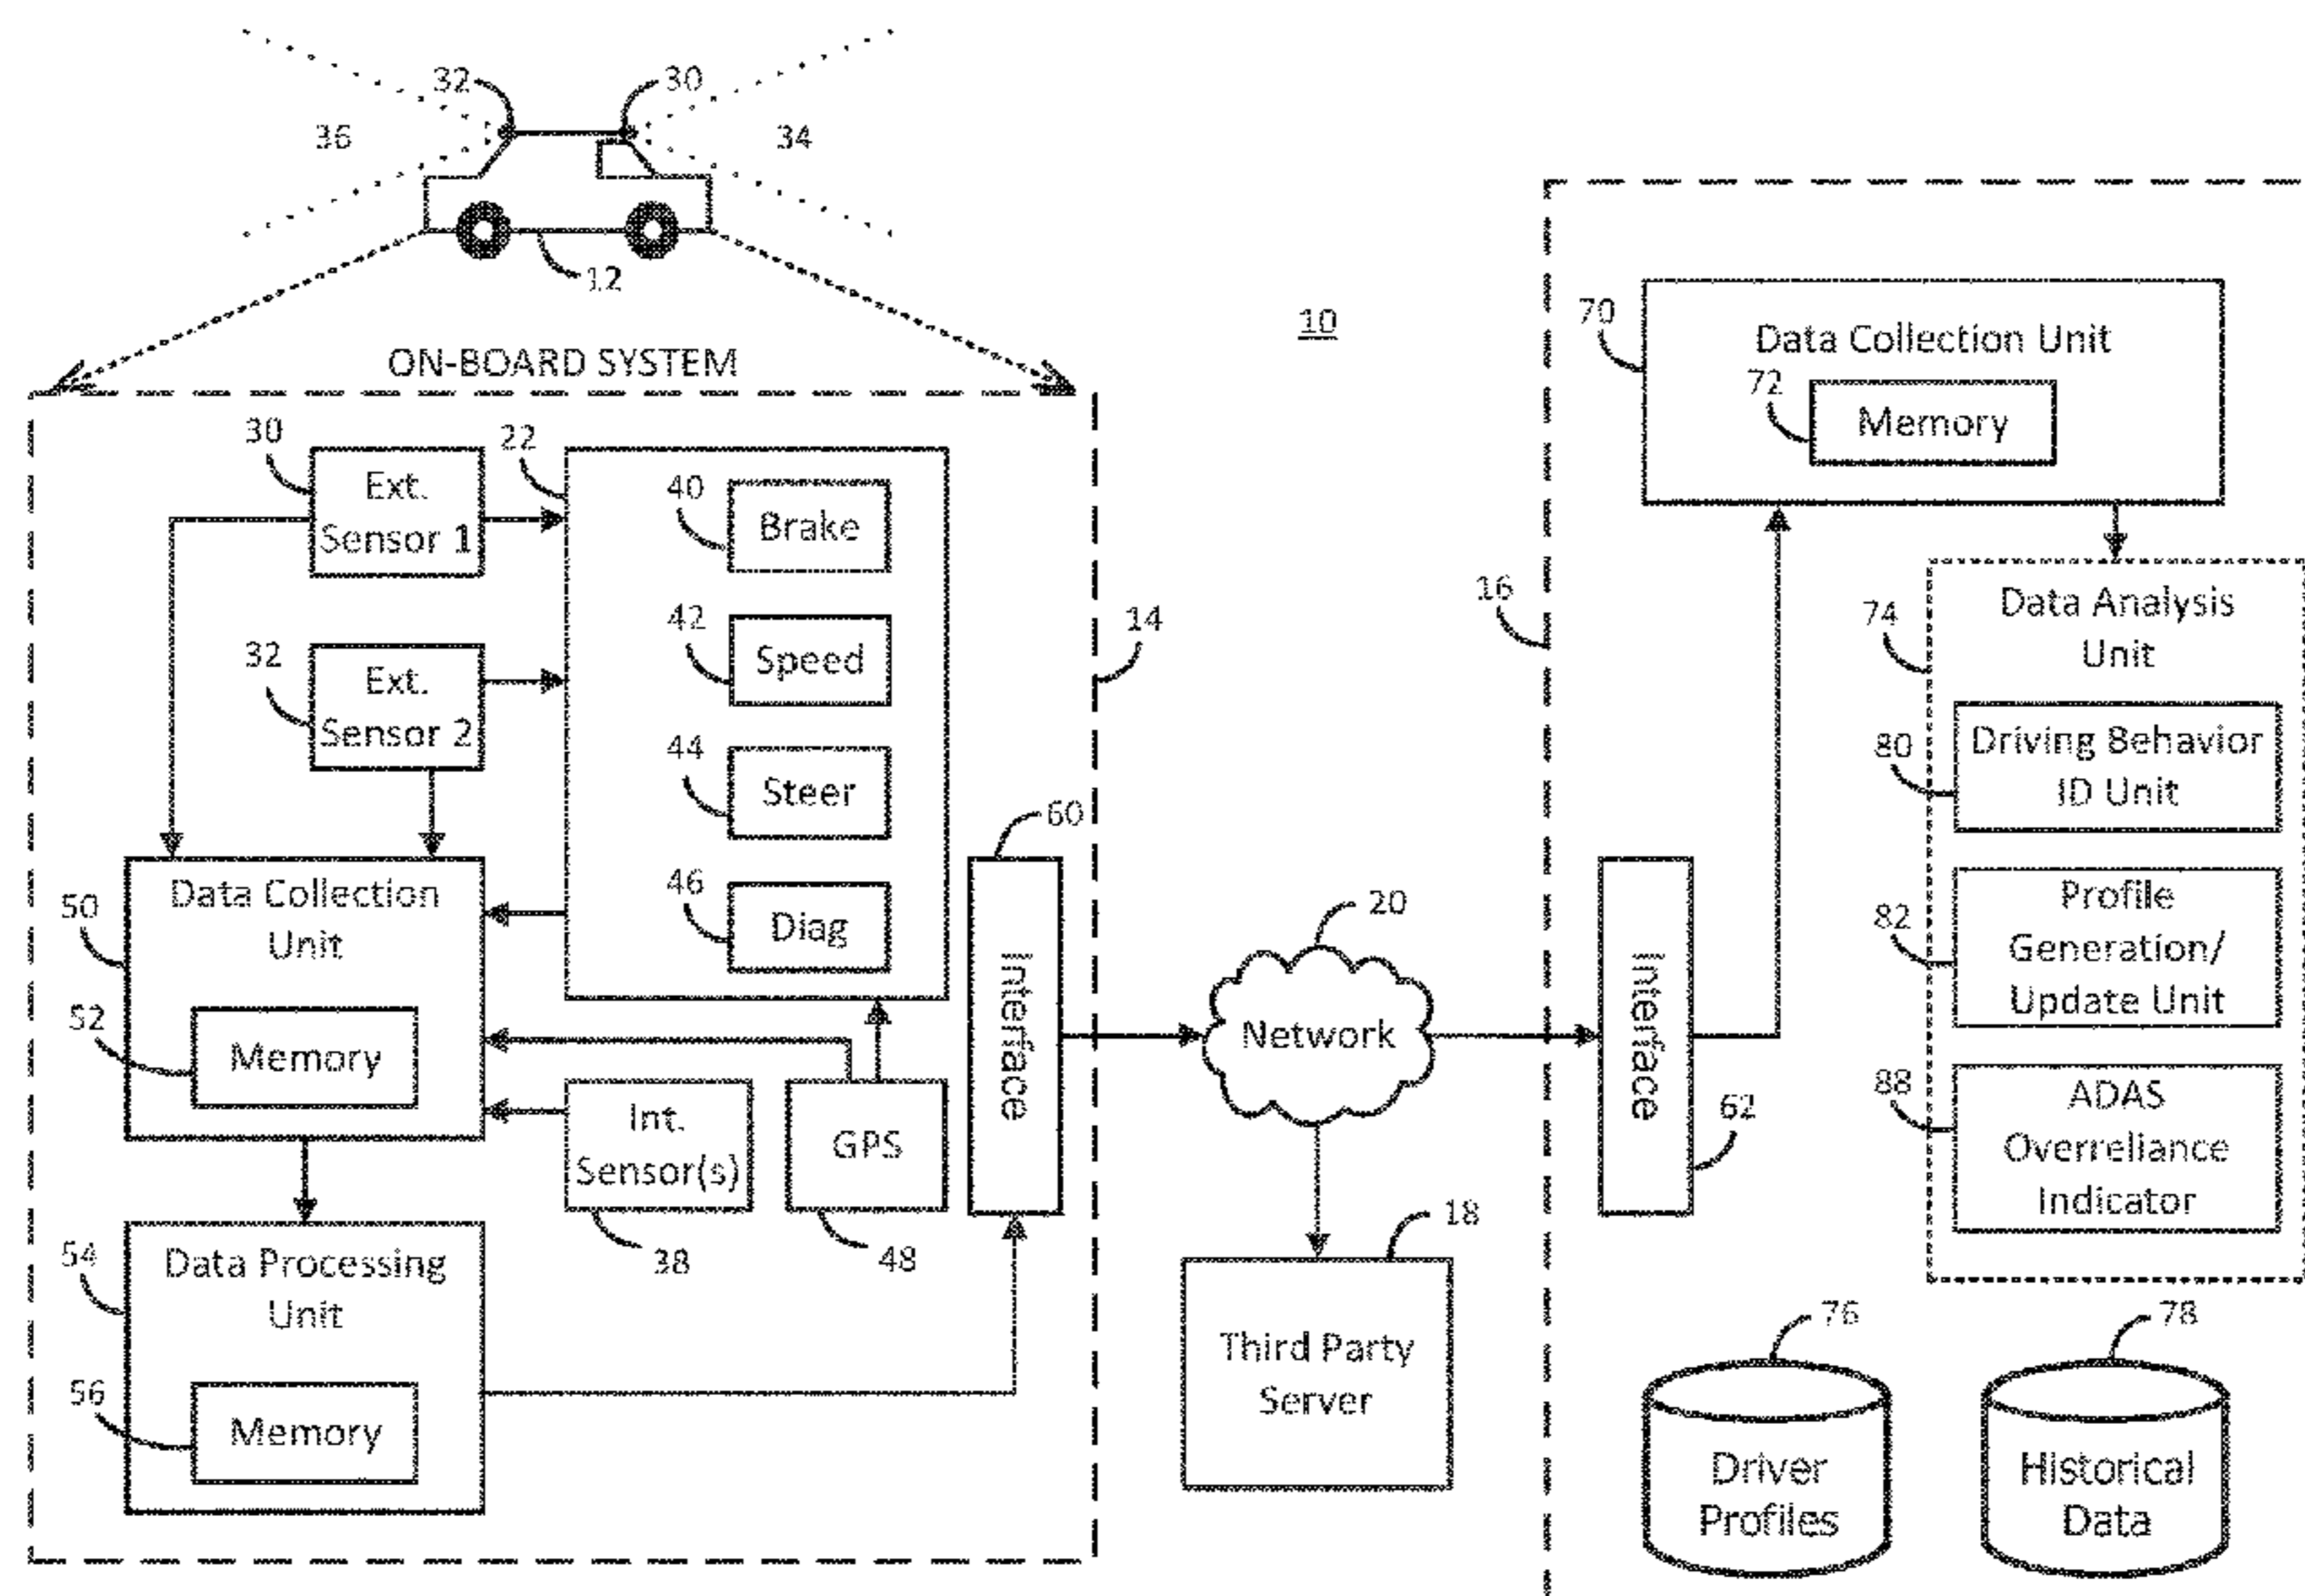 32
30
36
34
12
10
ON-BOARD SYSTEM
70
Data Collection Unit
72
Memory
30
Ext.
Sensor 1
22
40
Brake
42
Speed
44
Steer
46
Diag
32
Ext.
Sensor 2
14
16
74
Data Analysis
Unit
80
Driving Behavior
ID Unit
82
Profile
Generation/
Update Unit
88
ADAS
Overreliance
Indicator
50
Data Collection
Unit
52
Memory
60
Interface
20
Network
Interface
62
Int.
Sensor(s)
38
GPS
48
54
Data Processing
Unit
56
Memory
18
Third Party
Server
76
Driver
Profiles
78
Historical
Data